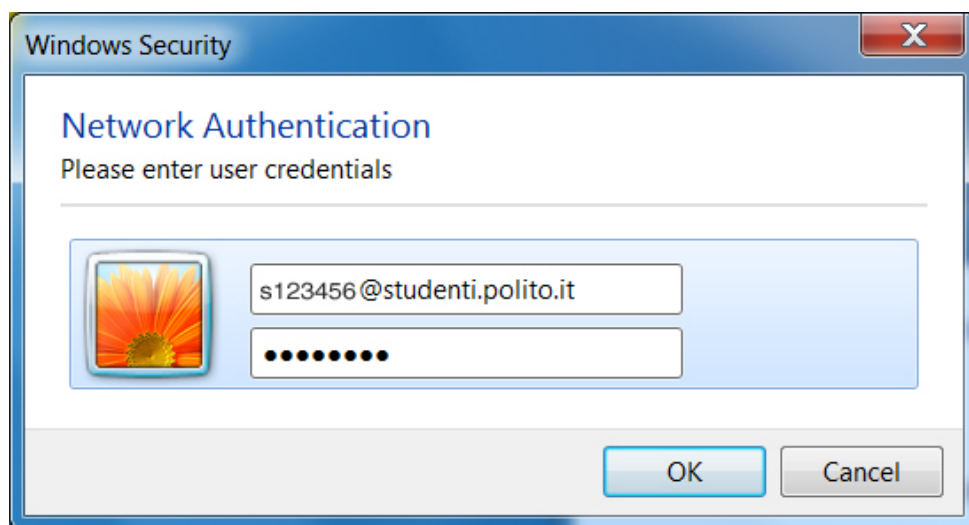 Windows Security
X
Network Authentication
Please enter user credentials
s123456@studenti.polito.it
●●●●●●●●
OK
Cancel